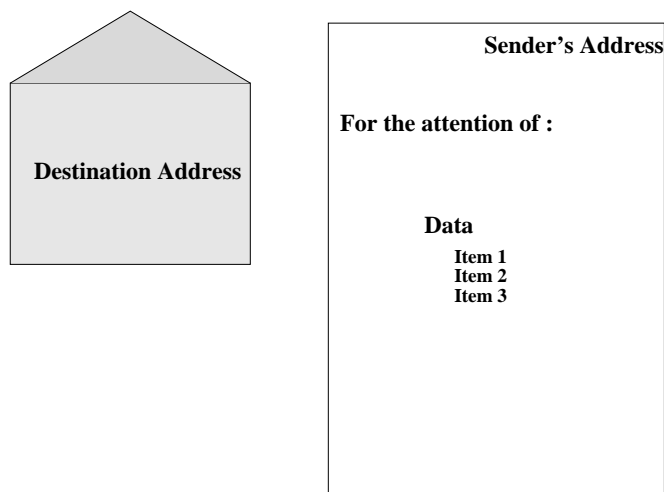 Destination Address
Sender's Address
For the attention of :
Data
Item 1
Item 2
Item 3